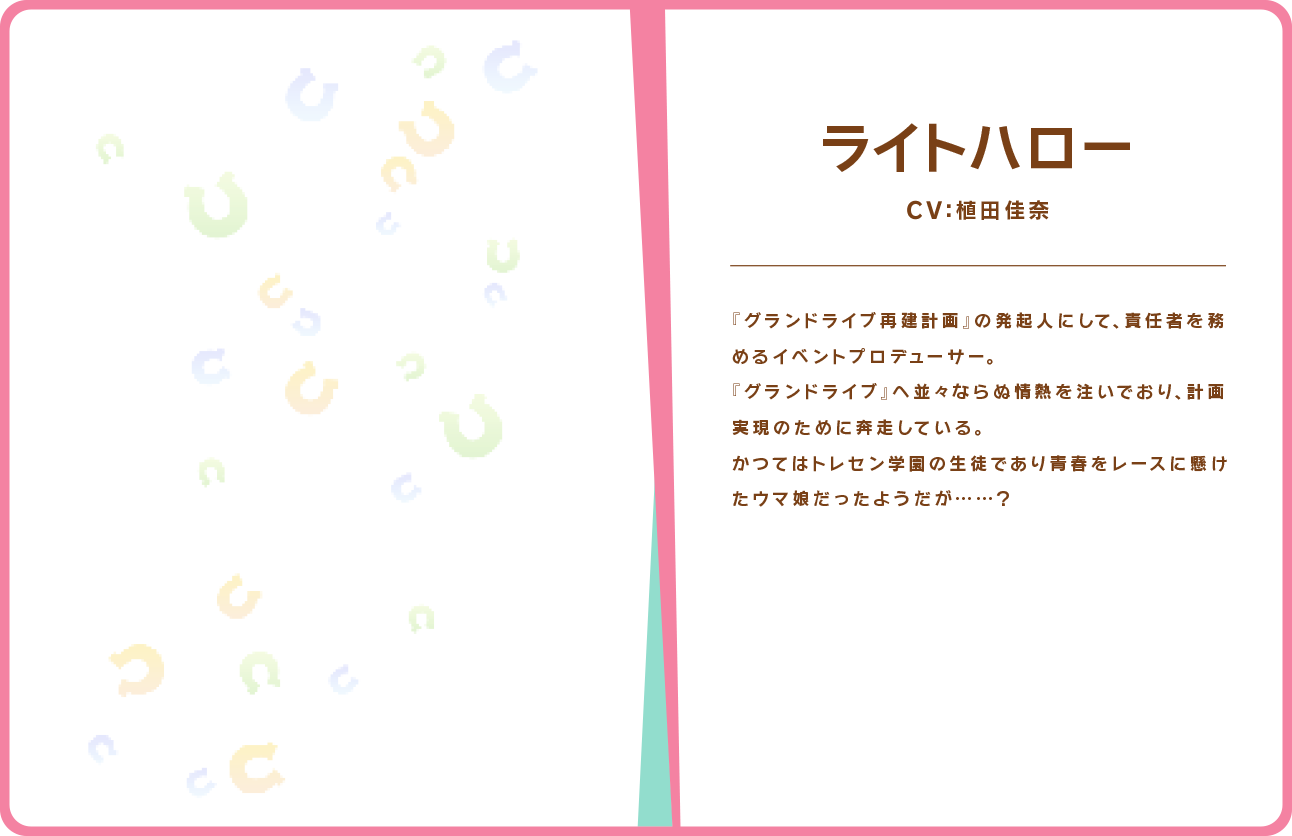 ライトハロー
CV:植田佳奈
『グランドライブ再建計画』の発起人にして、責任者を務
めるイベントプロデューサー。
『グランドライブ』へ並々ならぬ情熱を注いでおり、計画
実現のために奔走している。
かつてはトレセン学園の生徒であり青春をレースに懸け
たウマ娘だったようだが……？